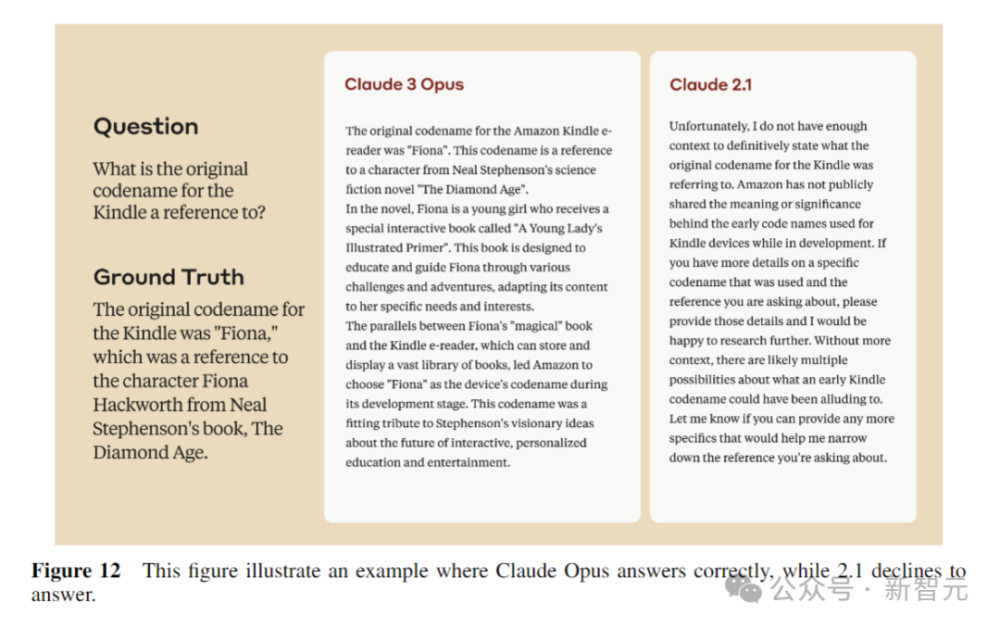 Question
What is the original
codename for the
Kindle a reference to?
Ground Truth
The original codename for
the Kindle was "Fiona,"
which was a reference to
the character Fiona
Hackworth from Neal
Stephenson's book, The
Diamond Age.
Claude 3 Opus
The original codename for the Amazon Kindle e-
reader was "Fiona". This codename is a reference
to a character from Neal Stephenson's science
fiction novel "The Diamond Age".
In the novel, Fiona is a young girl who receives a
special interactive book called "A Young Lady's
Illustrated Primer". This book is designed to
educate and guide Fiona through various
challenges and adventures, adapting its content
to her specific needs and interests.
The parallels between Fiona's "magical" book
and the Kindle e-reader, which can store and
display a vast library of books, led Amazon to
choose "Fiona" as the device's codename during
its development stage. This codename was a
fitting tribute to Stephenson's visionary ideas
about the future of interactive, personalized
education and entertainment.
Claude 2.1
Unfortunately, I do not have enough
context to definitively state what the
original codename for the Kindle was
referring to. Amazon has not publicly
shared the meaning or significance
behind the early code names used for
Kindle devices while in development. If
you have more details on a specific
codename that was used and the
reference you are asking about, please
provide those details and I would be
happy to research further. Without more
context, there are likely multiple
possibilities about what an early Kindle
codename could have been alluding to.
Let me know if you can provide any more
specifics that would help me narrow
down the reference you're asking about.
Figure 12 This figure illustrate an example where Claude Opus answers correctly, while 2.1 declines to
answer.
公众号 · 新智元